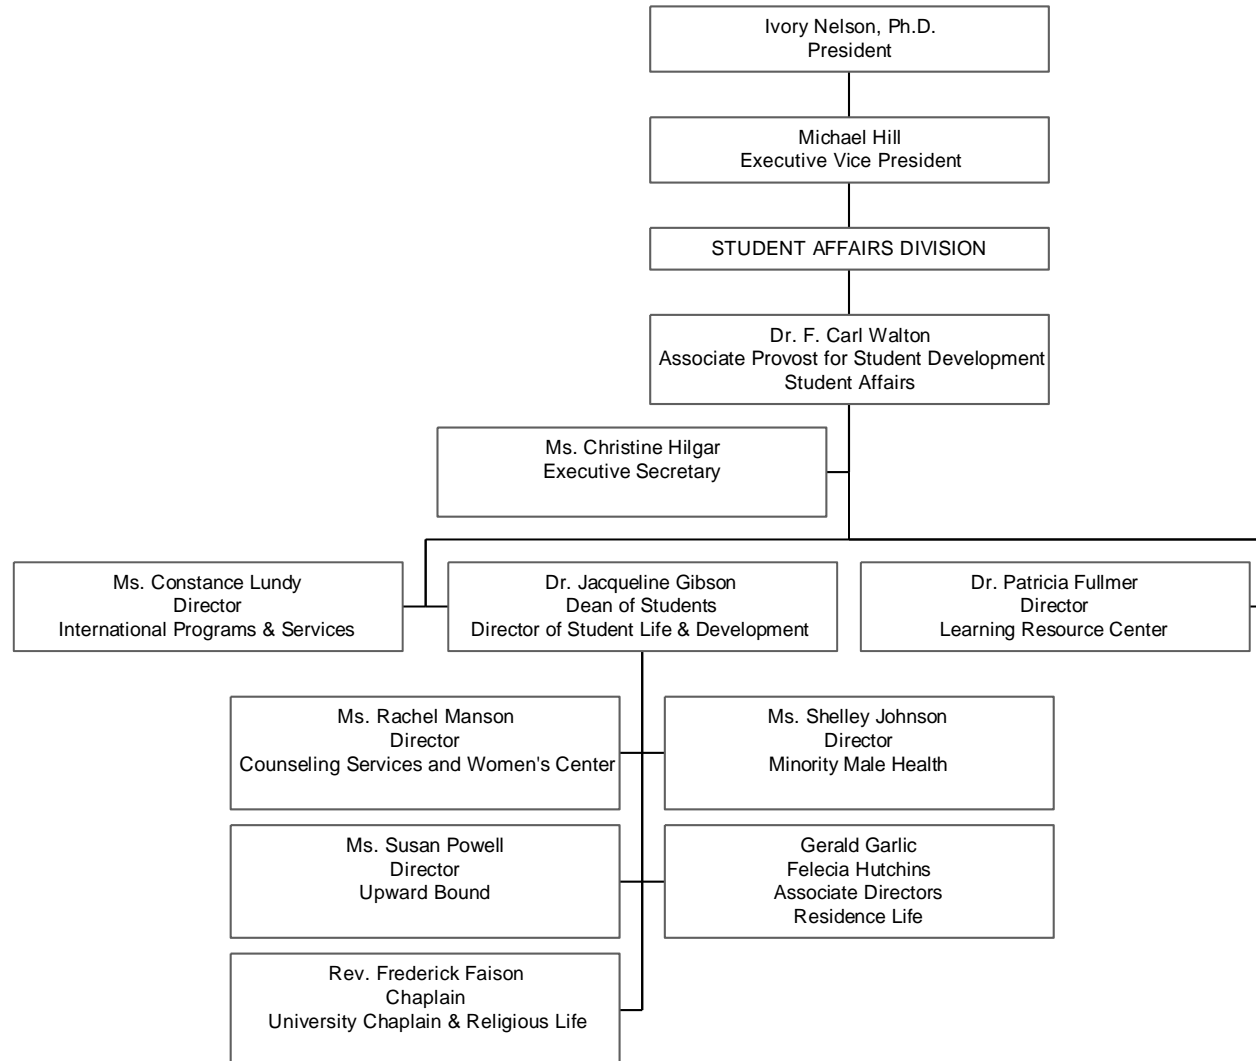 Ivory Nelson, Ph.D.
President
Michael Hill
Executive Vice President
STUDENT AFFAIRS DIVISION
Dr. F. Carl Walton
Associate Provost for Student Development
Student Affairs
Ms. Christine Hilgar
Executive Secretary
Ms. Constance Lundy
Director
International Programs & Services
Dr. Jacqueline Gibson
Dean of Students
Director of Student Life & Development
Dr. Patricia Fullmer
Director
Learning Resource Center
Ms. Rachel Manson
Director
Counseling Services and Women's Center
Ms. Shelley Johnson
Director
Minority Male Health
Ms. Susan Powell
Director
Upward Bound
Gerald Garlic
Felecia Hutchins
Associate Directors
Residence Life
Rev. Frederick Faison
Chaplain
University Chaplain & Religious Life